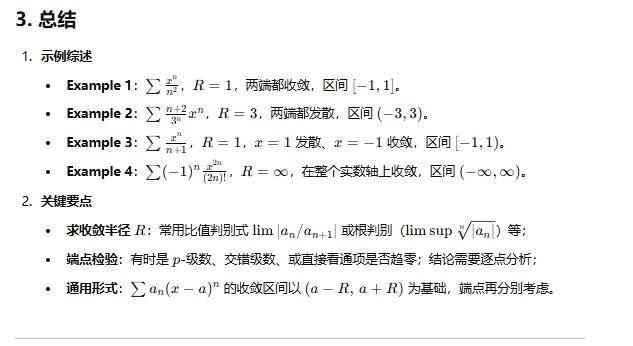 3. 总结
1. 示例综述
• Example 1：∑ xⁿ/n²，R = 1，两端都收敛，区间 [−1, 1]。
• Example 2：∑ (n+2)/3ⁿ xⁿ，R = 3，两端都发散，区间 (−3, 3)。
• Example 3：∑ xⁿ/(n+1)，R = 1，x = 1 发散、x = −1 收敛，区间 [−1, 1)。
• Example 4：∑(−1)ⁿ x²ⁿ/(2n)!，R = ∞，在整个实数轴上收敛，区间 (−∞, ∞)。
2. 关键要点
• 求收敛半径 R：常用比值判别式 lim |aₙ/aₙ₊₁| 或根判别（lim sup ⁿ√|aₙ|）等；
• 端点检验：有时是 p-级数、交错级数、或直接看通项是否趋零；结论需要逐点分析；
• 通用形式：∑ aₙ(x − a)ⁿ 的收敛区间以 (a − R, a + R) 为基础，端点再分别考虑。